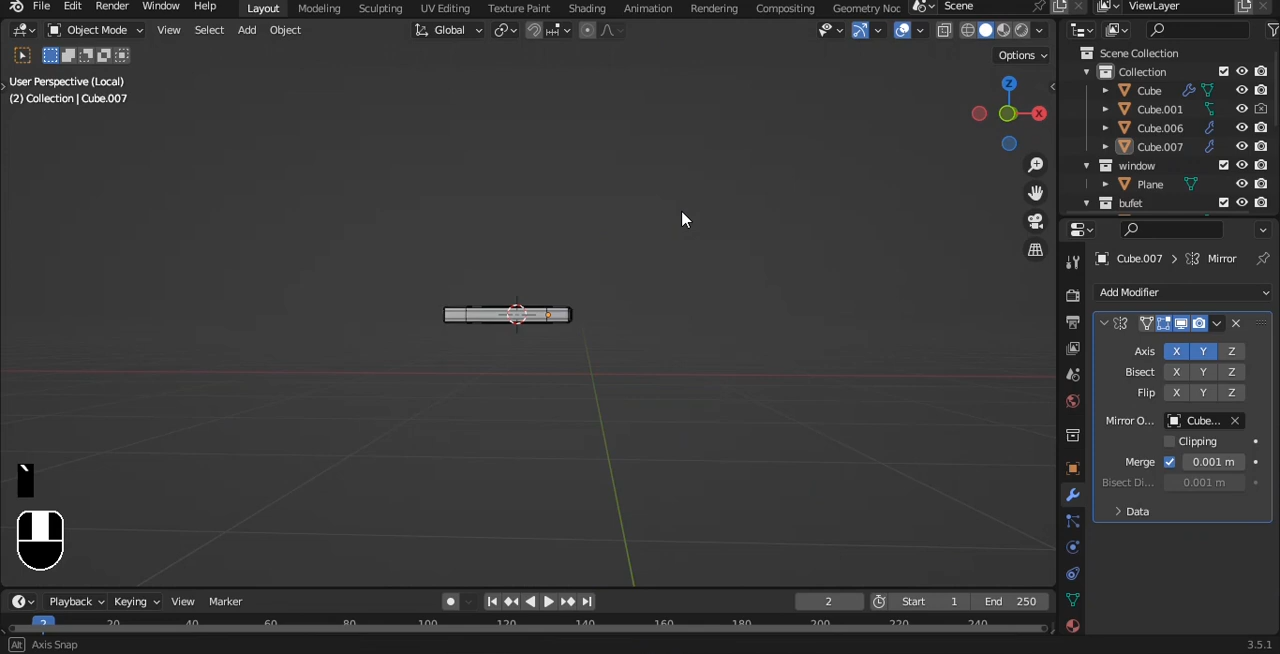 File Edit Render Window Help Layout Modeling Sculpting UV Editing Texture Paint Shading Animation Rendering Compositing Geometry Noc Scene ViewLayer
Object Mode View Select Add Object Global
Options
User Perspective (Local)
(2) Collection | Cube.007
Z
X
Scene Collection
Collection
Cube
Cube.001
Cube.006
Cube.007
window
Plane
bufet
Cube.007 > Mirror
Add Modifier
Axis X Y Z
Bisect X Y Z
Flip X Y Z
Mirror O... Cube...
Clipping
Merge 0.001 m
Bisect Di... 0.001 m
Data
`
Playback Keying View Marker 2 Start 1 End 250
2 20 40 60 80 100 120 140 160 180 200 220 240
Alt Axis Snap 3.5.1